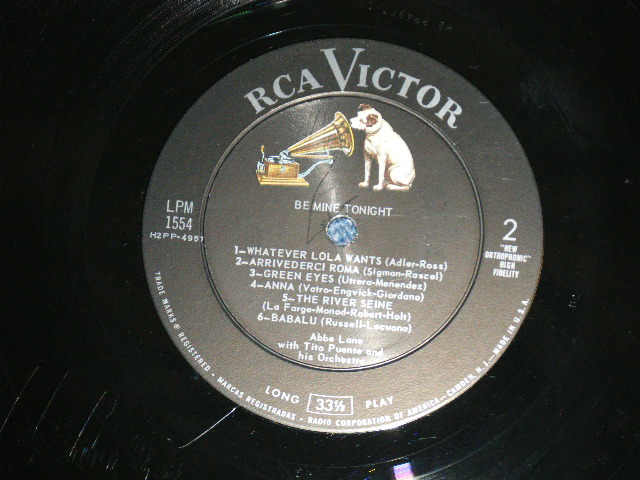 RCA VICTOR
BE MINE TONIGHT
LPM
1554
H2PP-4957
2
"NEW
ORTHOPHONIC"
HIGH
FIDELITY
1-WHATEVER LOLA WANTS (Adler-Ross)
2-ARRIVEDERCI ROMA (Sigman-Rascel)
3-GREEN EYES (Utrera-Menendez)
4-ANNA (Vatro-Engvick-Giordano)
5-THE RIVER SEINE
(La Farge-Monod-Robert-Holt)
6-BABALU (Russell-Lecuona)
Abbe Lane
with Tito Puente and
his Orchestra
LONG 33⅓ PLAY
TRADE MARKS ® REGISTERED - MARCAS REGISTRADAS - RADIO CORPORATION OF AMERICA-CAMDEN, N.J.-MADE IN U.S.A.